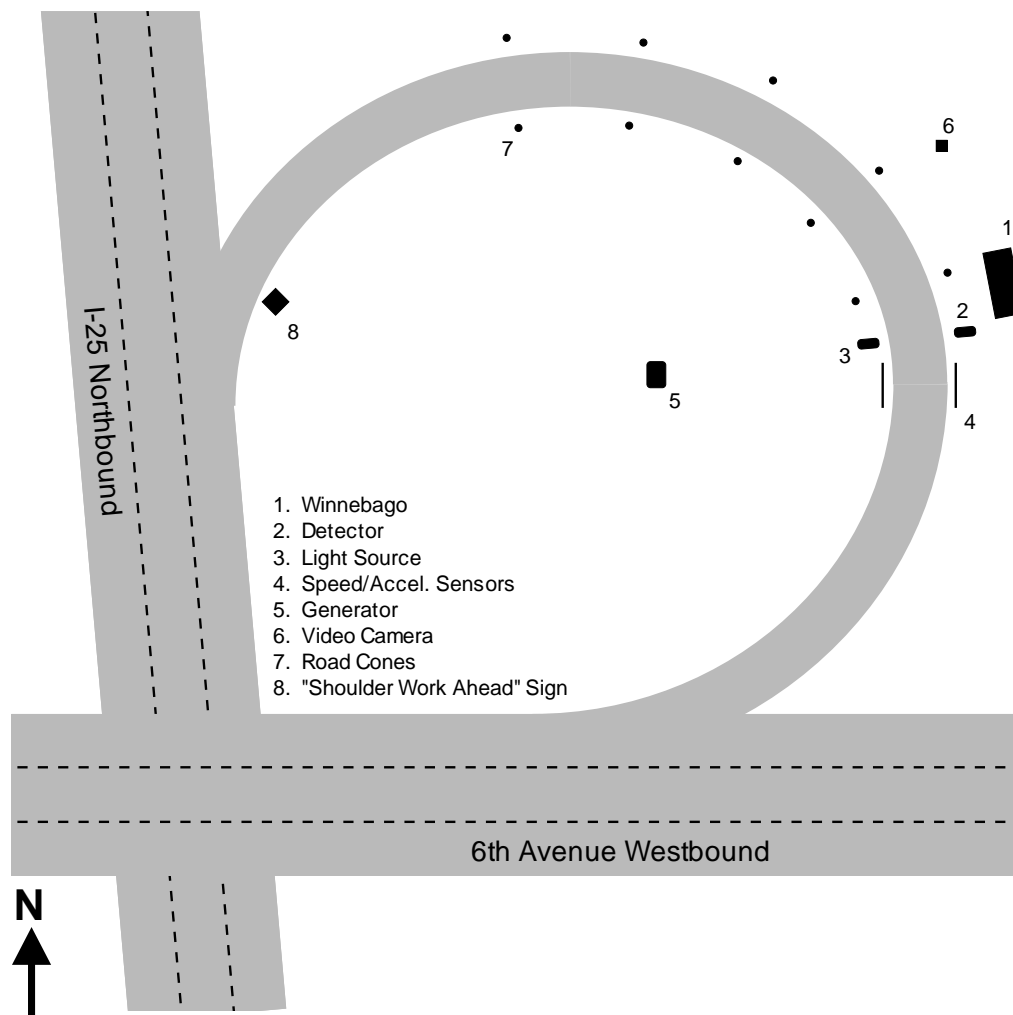 6
7
1
2
8
3
5
4
I-25 Northbound
1. Winnebago
2. Detector
3. Light Source
4. Speed/Accel. Sensors
5. Generator
6. Video Camera
7. Road Cones
8. "Shoulder Work Ahead" Sign
6th Avenue Westbound
N